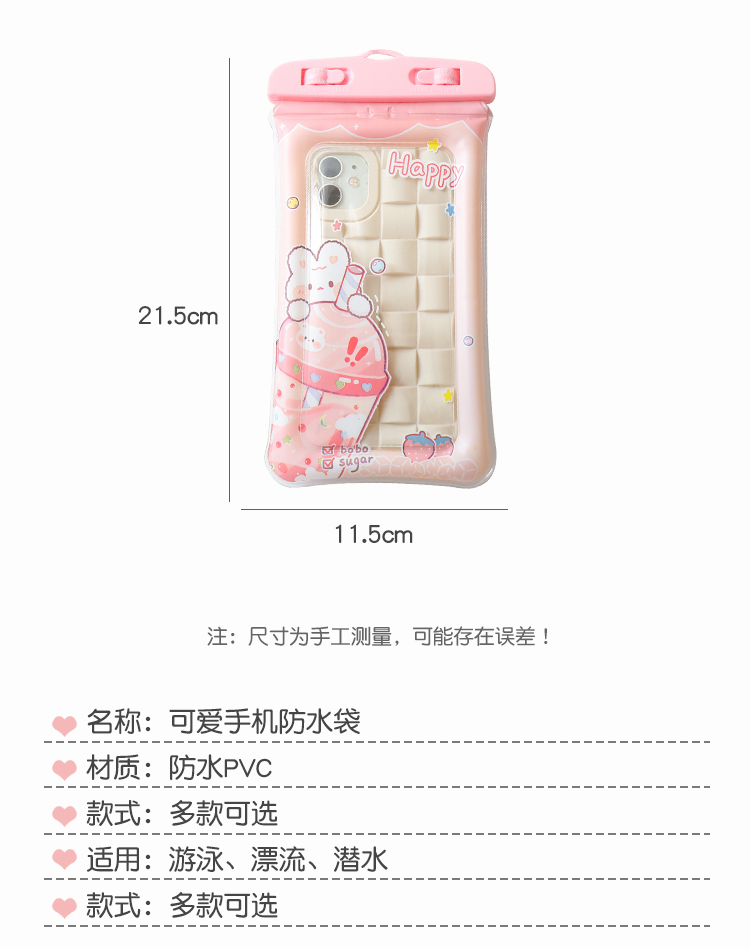 Happy
21.5cm
bobo
sugar
11.5cm
注：尺寸为手工测量，可能存在误差！
名称：可爱手机防水袋
材质：防水PVC
款式：多款可选
适用：游泳、漂流、潜水
款式：多款可选